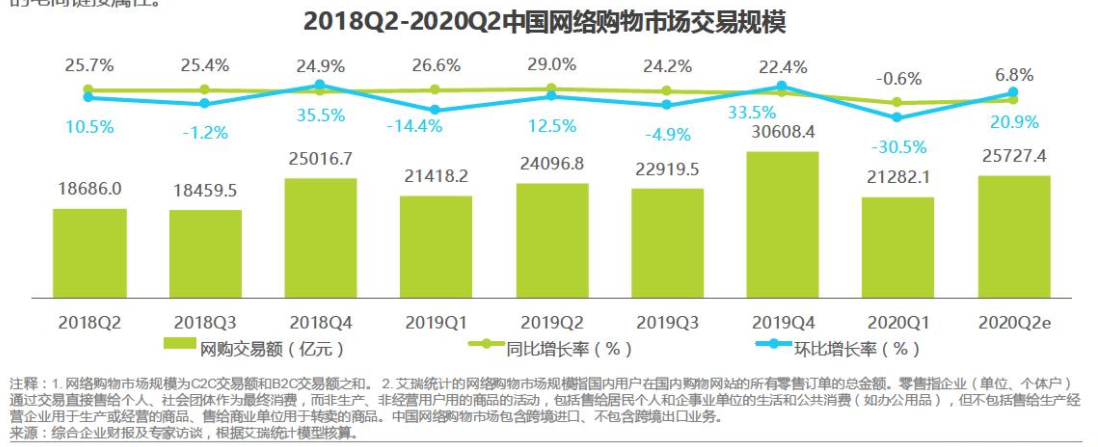 的电商链接属性。
2018Q2-2020Q2中国网络购物市场交易规模
25.7% 25.4% 24.9% 26.6% 29.0% 24.2% 22.4% -0.6% 6.8%
10.5% -1.2% 35.5% -14.4% 12.5% -4.9% 33.5% -30.5% 20.9%
18686.0 18459.5 25016.7 21418.2 24096.8 22919.5 30608.4 21282.1 25727.4
2018Q2 2018Q3 2018Q4 2019Q1 2019Q2 2019Q3 2019Q4 2020Q1 2020Q2e
网购交易额（亿元） 同比增长率（%） 环比增长率（%）
注释：1. 网络购物市场规模为C2C交易额和B2C交易额之和。 2. 艾瑞统计的网络购物市场规模指国内用户在国内购物网站的所有零售订单的总金额。零售指企业（单位、个体户）
通过交易直接售给个人、社会团体作为最终消费，而非生产、非经营用户用的商品的活动，包括售给居民个人和企事业单位的生活和公共消费（如办公用品），但不包括售给生产经
营企业用于生产或经营的商品、售给商业单位用于转卖的商品。中国网络购物市场包含跨境进口、不包含跨境出口业务。
来源：综合企业财报及专家访谈，根据艾瑞统计模型核算。